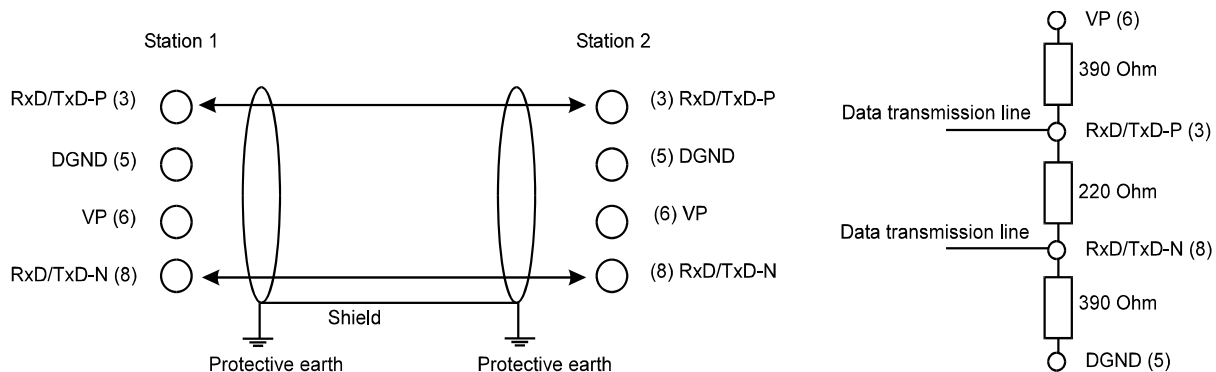 Station 1
Station 2
RxD/TxD-P (3)
(3) RxD/TxD-P
DGND (5)
(5) DGND
VP (6)
(6) VP
RxD/TxD-N (8)
(8) RxD/TxD-N
Shield
Protective earth
Protective earth
VP (6)
390 Ohm
Data transmission line
RxD/TxD-P (3)
220 Ohm
Data transmission line
RxD/TxD-N (8)
390 Ohm
DGND (5)